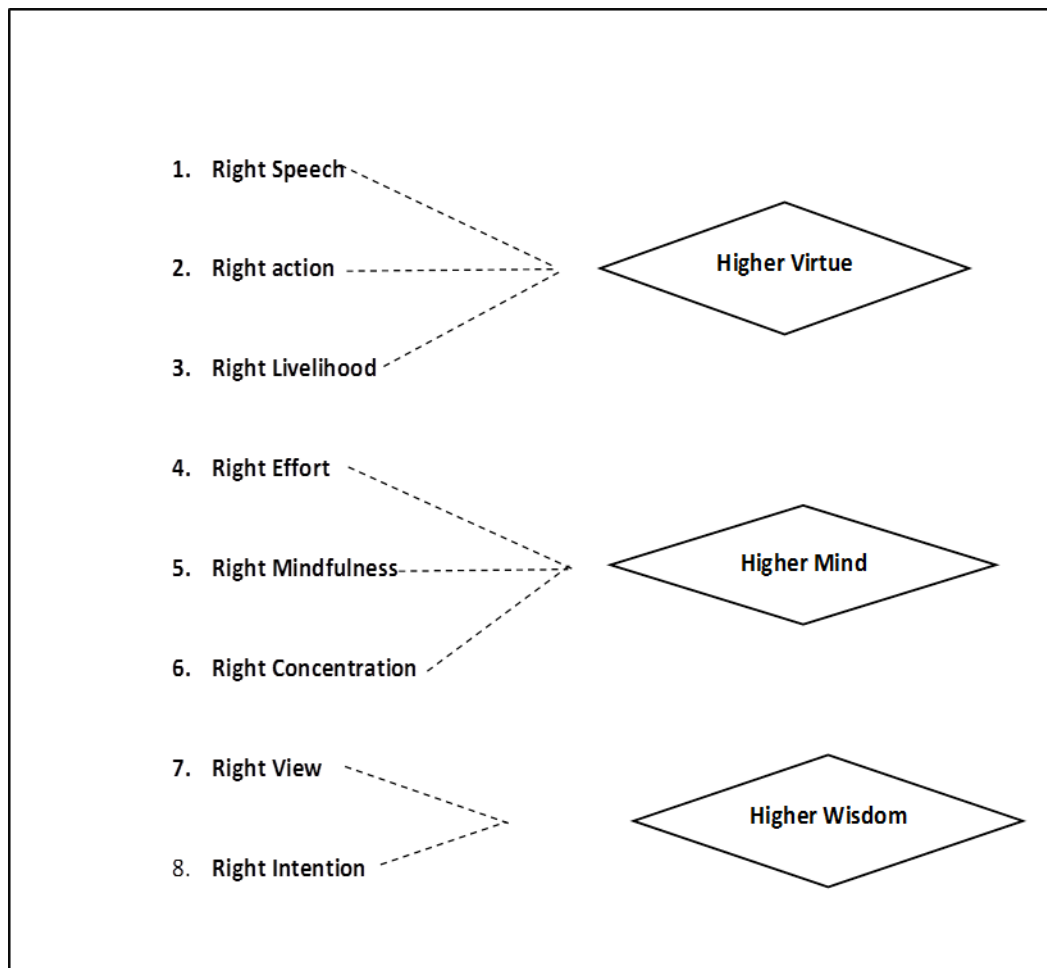 1. Right Speech
2. Right action
Higher Virtue
3. Right Livelihood
4. Right Effort
5. Right Mindfulness
Higher Mind
6. Right Concentration
7. Right View
Higher Wisdom
8. Right Intention